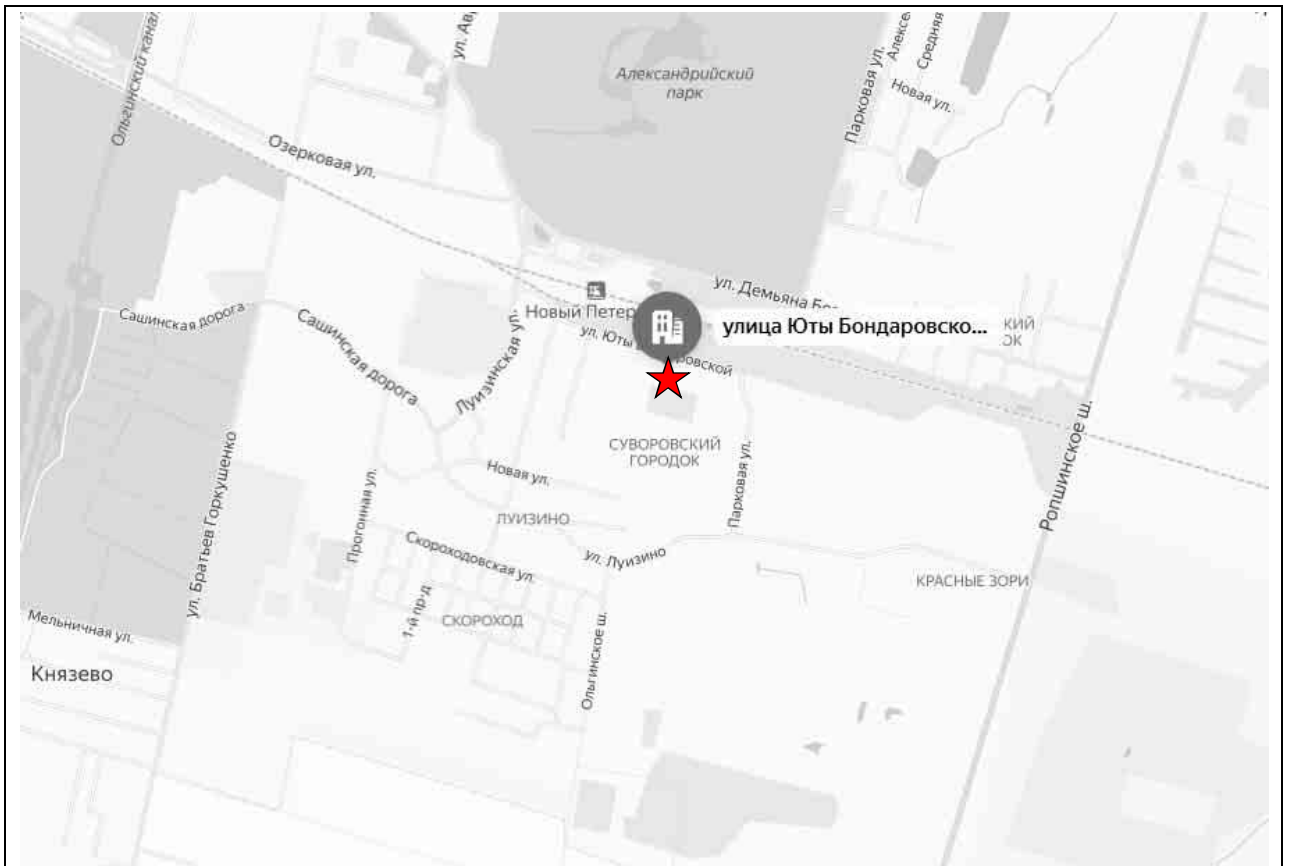 Ольгинский канал
ул. Авр
Александрийский
парк
Парковая ул.
Алексе
Средняя
Новая ул.
Озерковая ул.
Сашинская дорога
Сашинская дорога
Луизинская ул.
Новый Петер
ул. Юты
ровской
ул. Демьяна Бе
улица Юты Бондаровско...
КИЙ
ОК
СУВОРОВСКИЙ
ГОРОДОК
Парковая ул.
Ропшинское ш.
ул. Братьев Горкушенко
Прогонная ул.
Новая ул.
ЛУИЗИНО
Скороходовская ул.
ул. Луизино
КРАСНЫЕ ЗОРИ
1-й пр-д
СКОРОХОД
Ольгинское ш.
Мельничная ул.
Князево